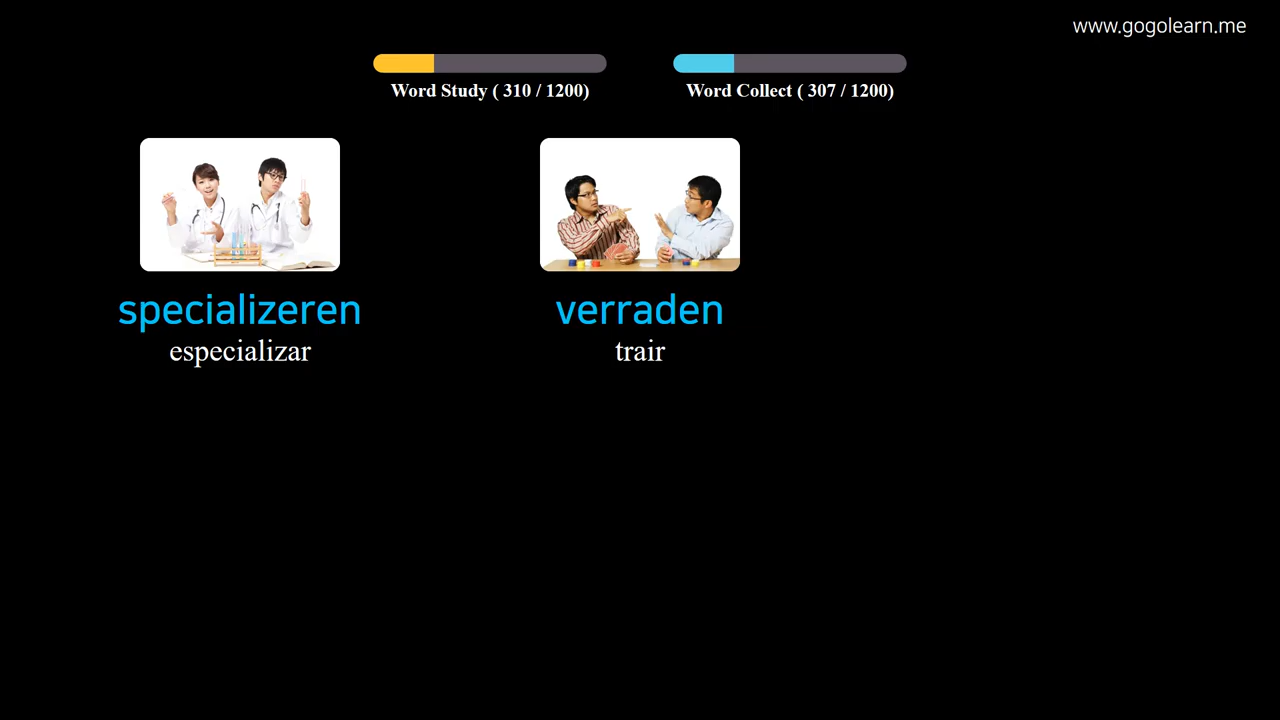 www.gogolearn.me
Word Study ( 310 / 1200)
Word Collect ( 307 / 1200)
specializeren
especializar
verraden
trair